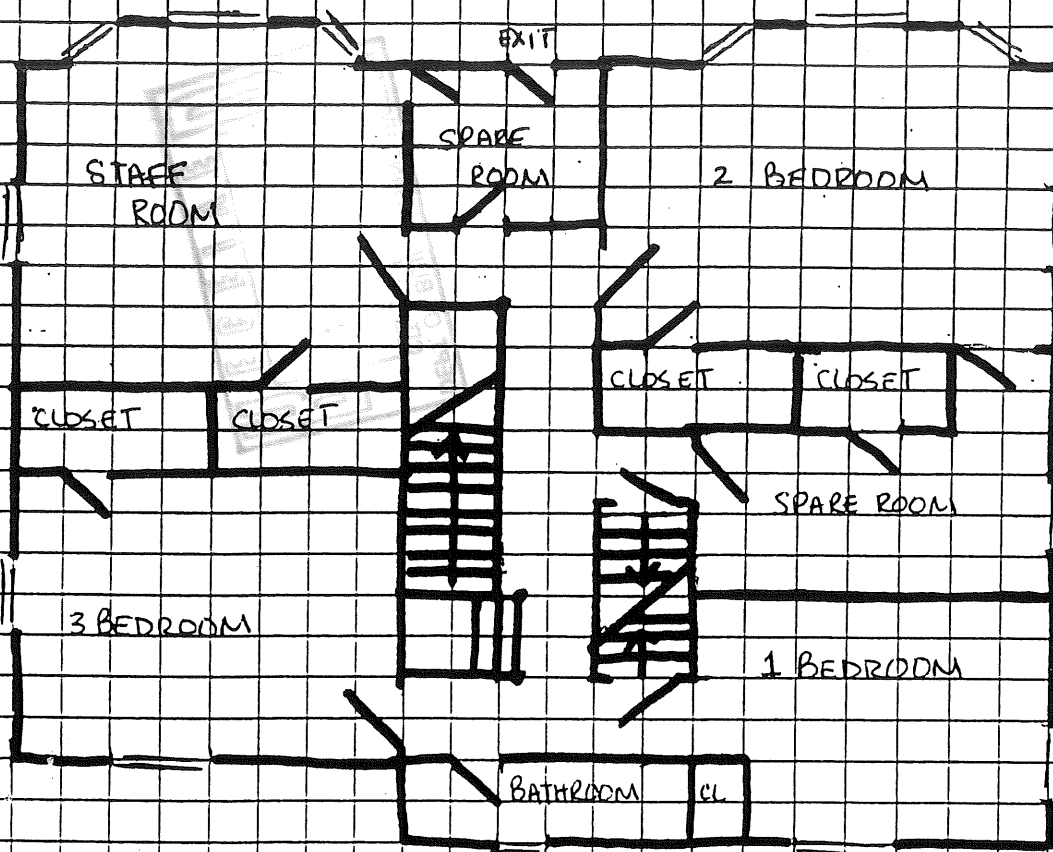 EXIT
SPARE
ROOM
STAFF
ROOM
2 BEDROOM
CLOSET
CLOSET
CLOSET
CLOSET
SPARE ROOM
3 BEDROOM
1 BEDROOM
BATHROOM
CL